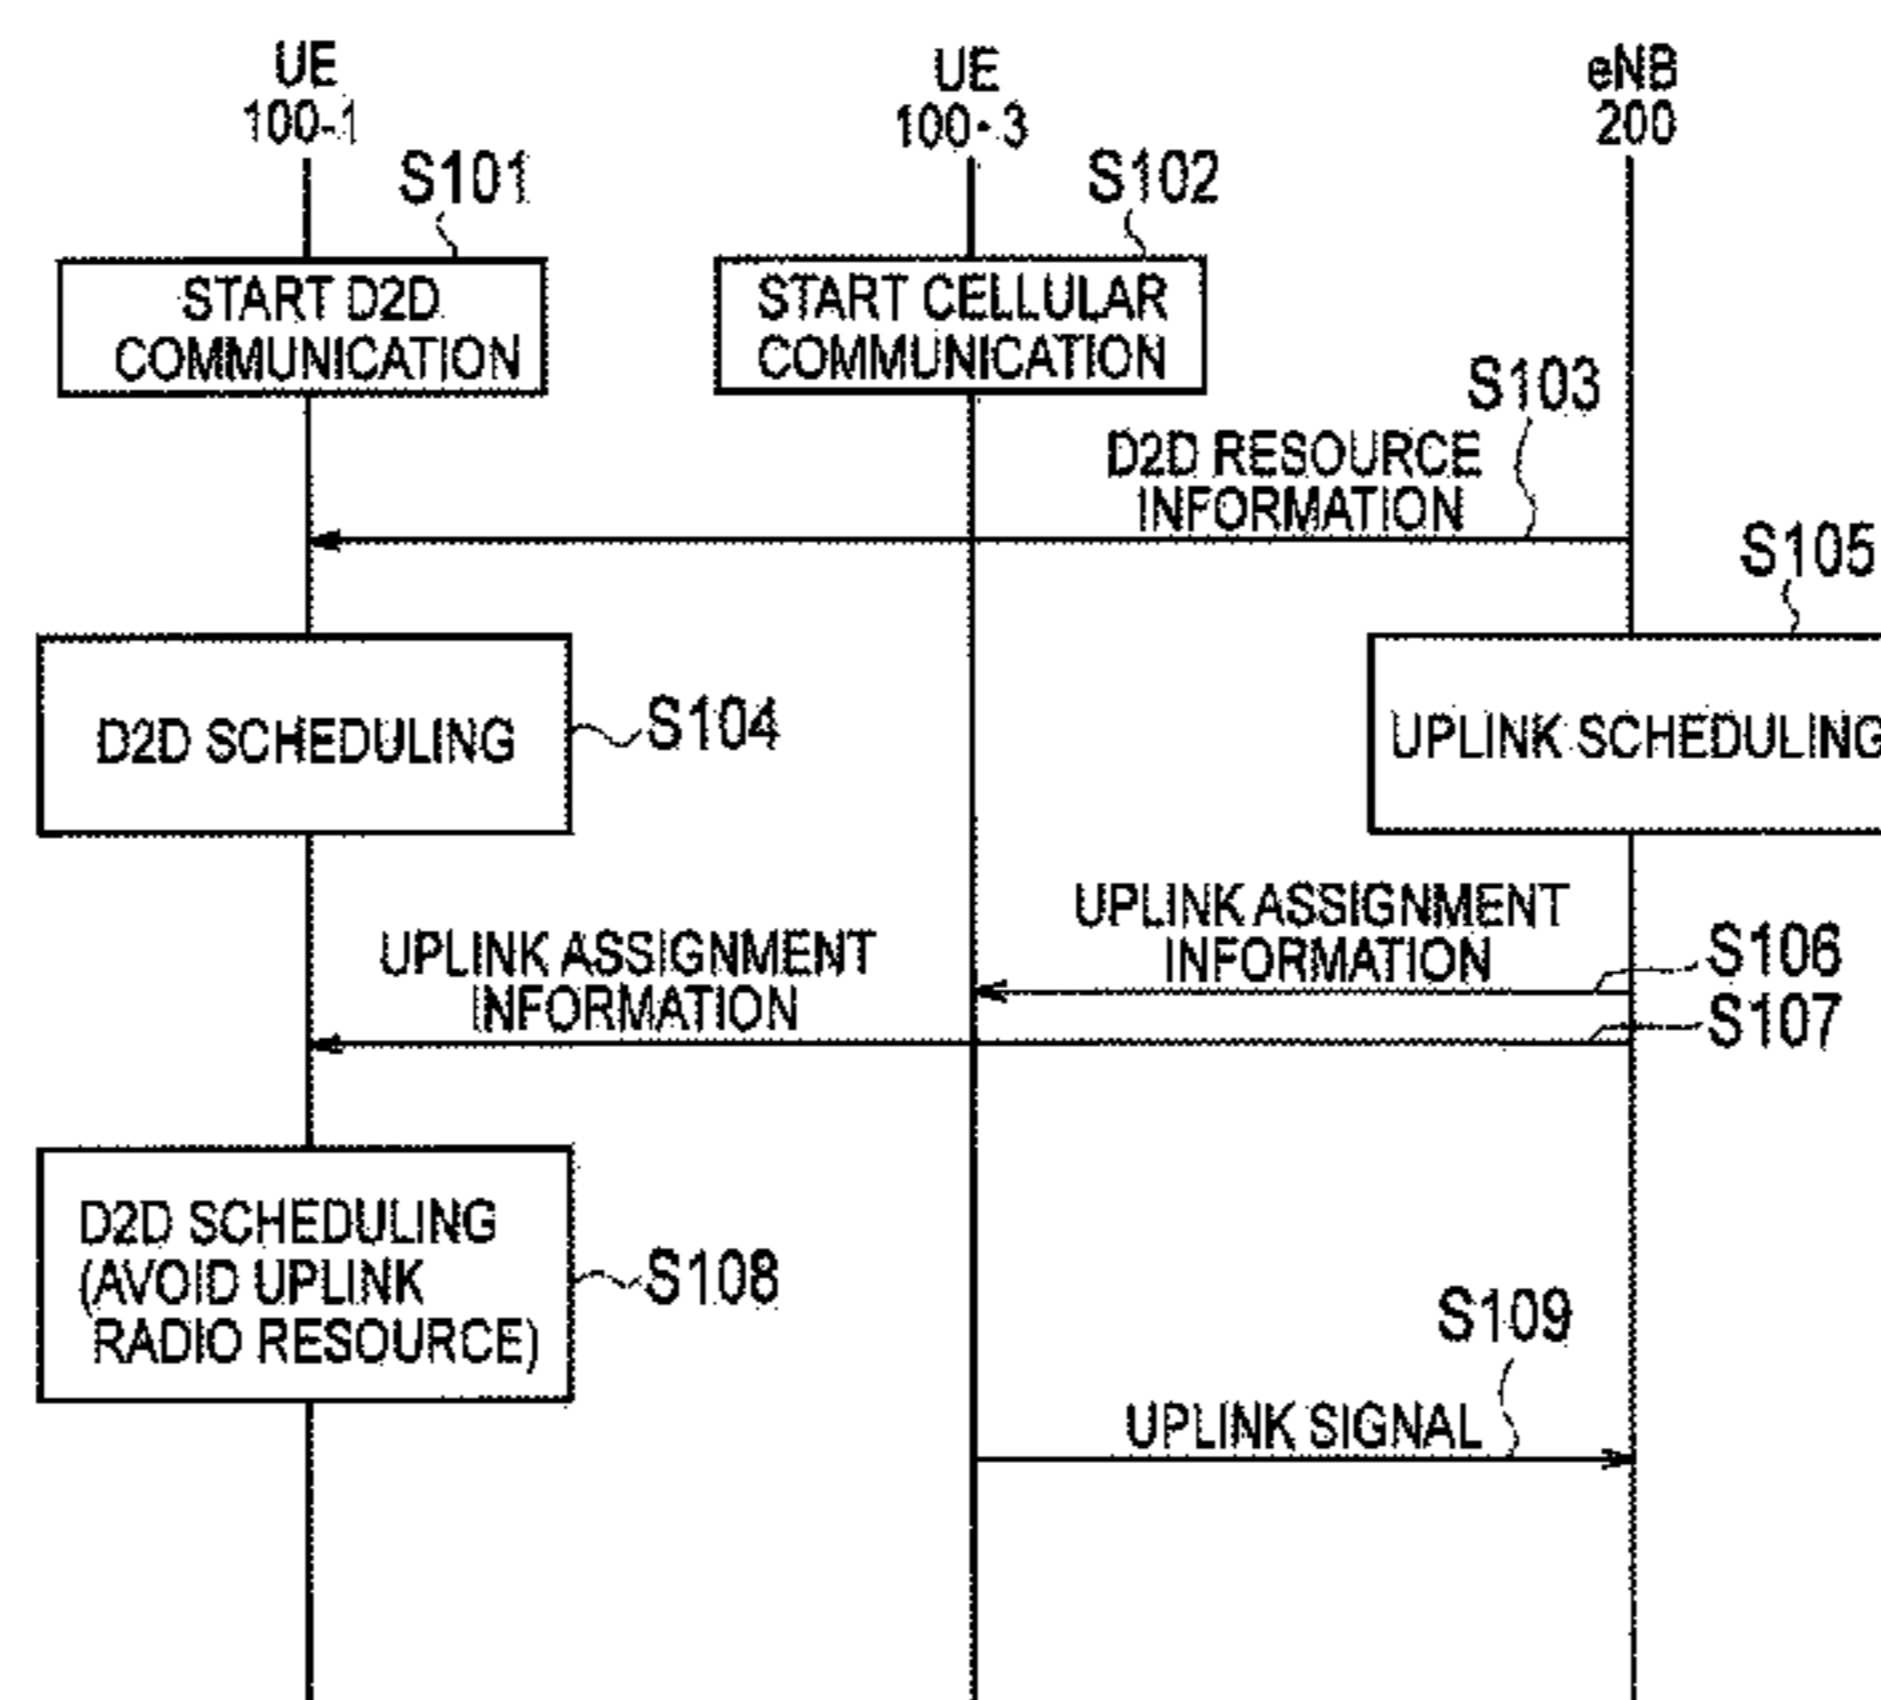 UE
100-1
UE
100-3
eNB
200
S101
S102
START D2D
COMMUNICATION
START CELLULAR
COMMUNICATION
S103
D2D RESOURCE
INFORMATION
S105
D2D SCHEDULING
S104
UPLINK SCHEDULING
UPLINK ASSIGNMENT
INFORMATION
S106
UPLINK ASSIGNMENT
INFORMATION
S107
D2D SCHEDULING
(AVOID UPLINK
RADIO RESOURCE)
S108
S109
UPLINK SIGNAL